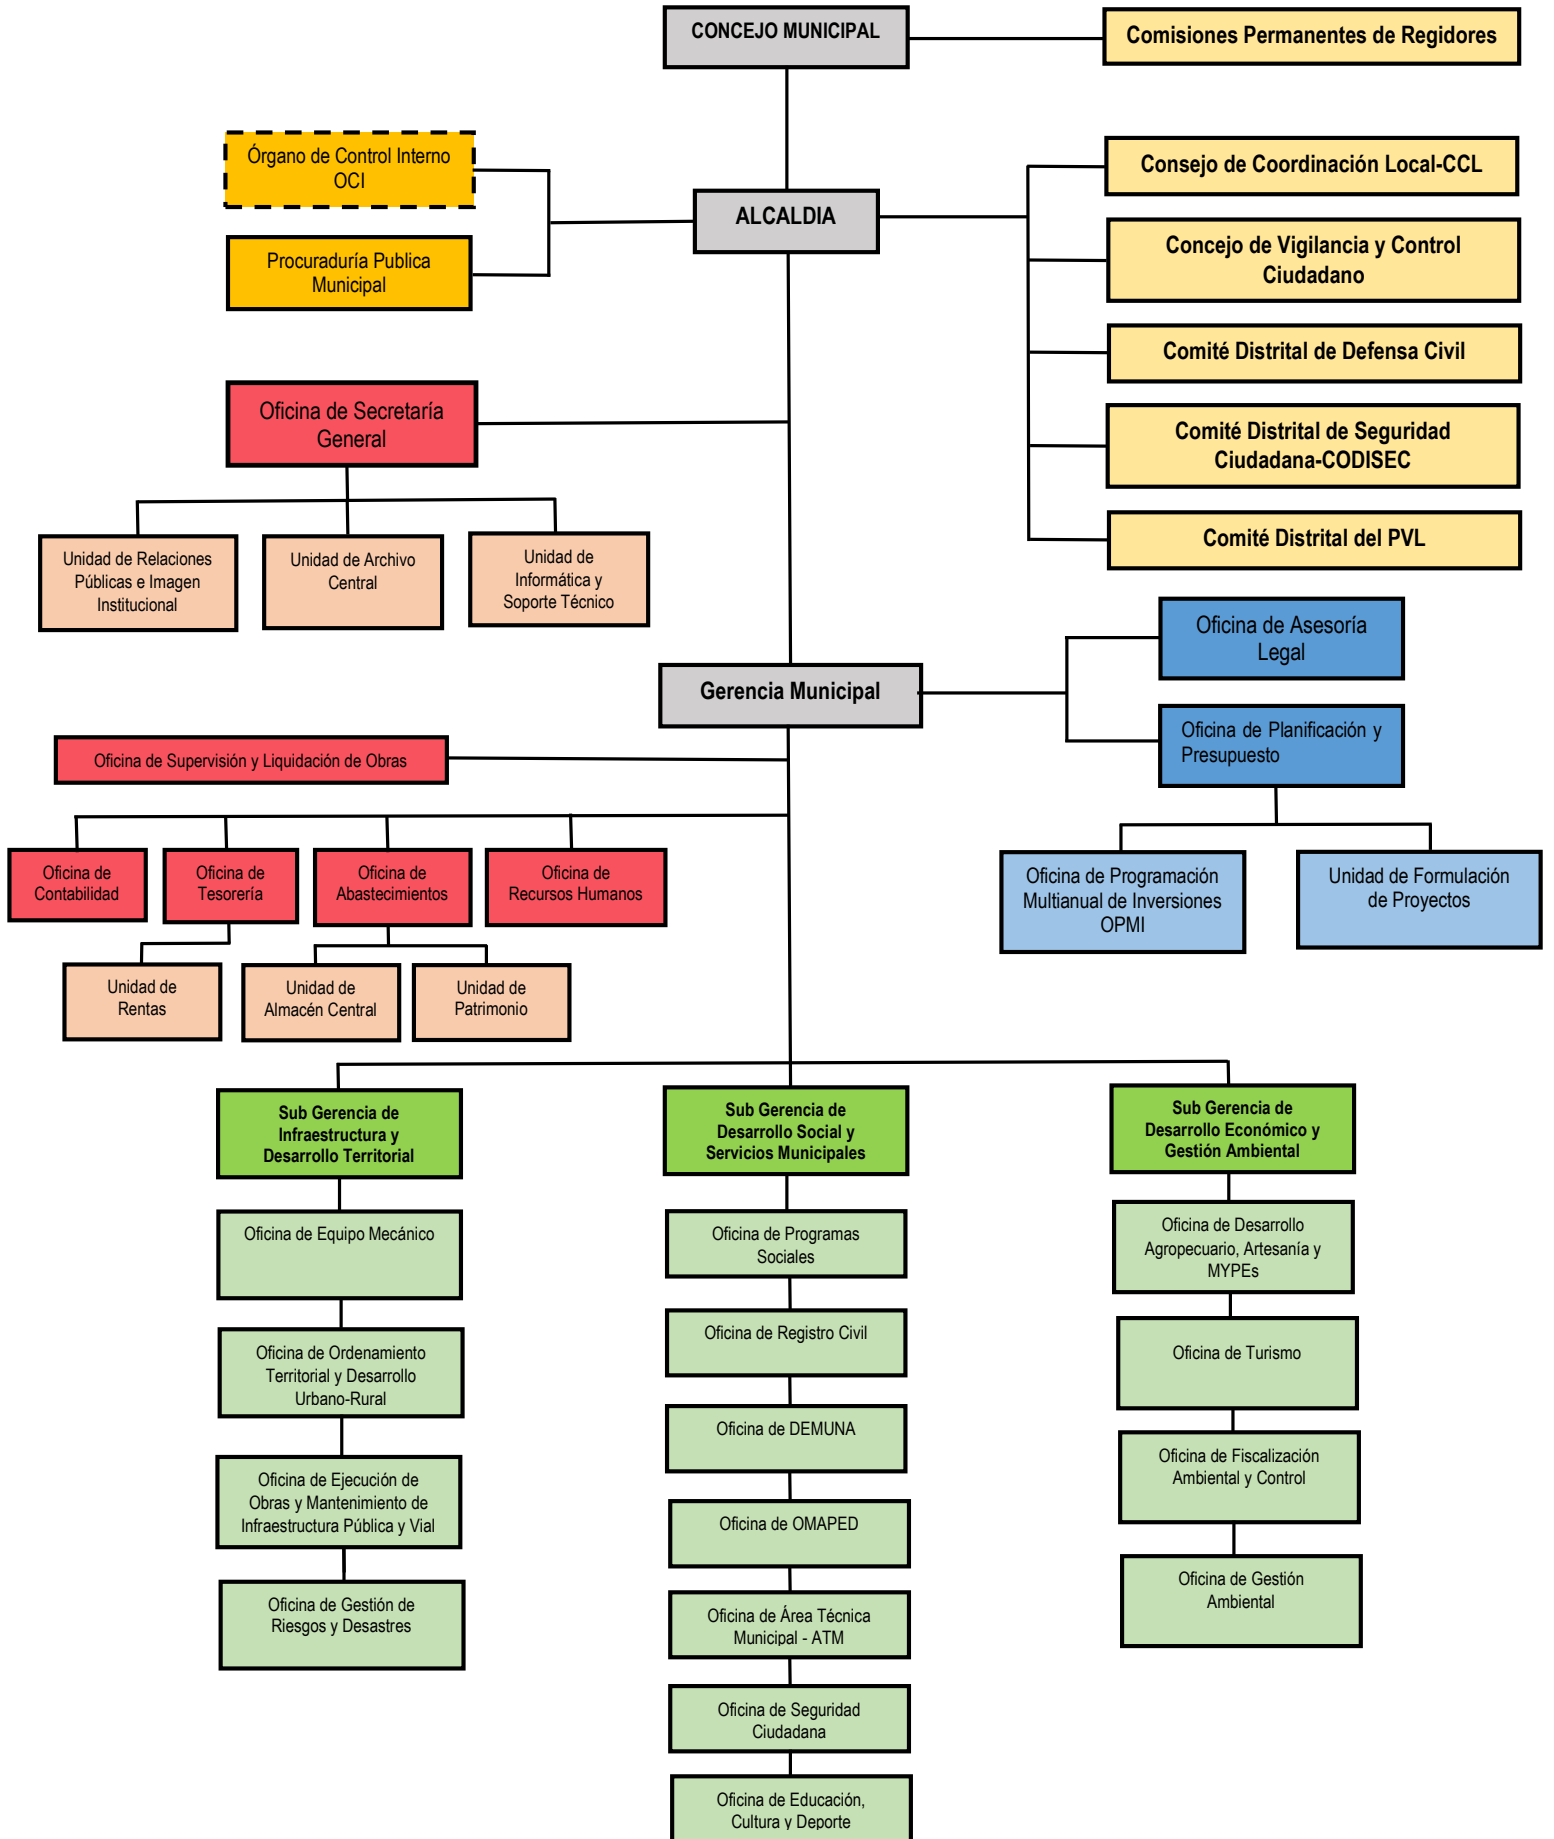 CONCEJO MUNICIPAL
Comisiones Permanentes de Regidores
Órgano de Control Interno
OCI
Procuraduría Publica
Municipal
ALCALDIA
Consejo de Coordinación Local-CCL
Concejo de Vigilancia y Control
Ciudadano
Comité Distrital de Defensa Civil
Comité Distrital de Seguridad
Ciudadana-CODISEC
Comité Distrital del PVL
Oficina de Secretaría
General
Unidad de Relaciones
Públicas e Imagen
Institucional
Unidad de Archivo
Central
Unidad de
Informática y
Soporte Técnico
Gerencia Municipal
Oficina de Asesoría
Legal
Oficina de Planificación y
Presupuesto
Oficina de Programación
Multianual de Inversiones
OPMI
Unidad de Formulación
de Proyectos
Oficina de Supervisión y Liquidación de Obras
Oficina de
Contabilidad
Oficina de
Tesorería
Oficina de
Abastecimientos
Oficina de
Recursos Humanos
Unidad de
Rentas
Unidad de
Almacén Central
Unidad de
Patrimonio
Sub Gerencia de
Infraestructura y
Desarrollo Territorial
Oficina de Equipo Mecánico
Oficina de Ordenamiento
Territorial y Desarrollo
Urbano-Rural
Oficina de Ejecución de
Obras y Mantenimiento de
Infraestructura Pública y Vial
Oficina de Gestión de
Riesgos y Desastres
Sub Gerencia de
Desarrollo Social y
Servicios Municipales
Oficina de Programas
Sociales
Oficina de Registro Civil
Oficina de DEMUNA
Oficina de OMAPED
Oficina de Área Técnica
Municipal - ATM
Oficina de Seguridad
Ciudadana
Oficina de Educación,
Cultura y Deporte
Sub Gerencia de
Desarrollo Económico y
Gestión Ambiental
Oficina de Desarrollo
Agropecuario, Artesanía y
MYPEs
Oficina de Turismo
Oficina de Fiscalización
Ambiental y Control
Oficina de Gestión
Ambiental